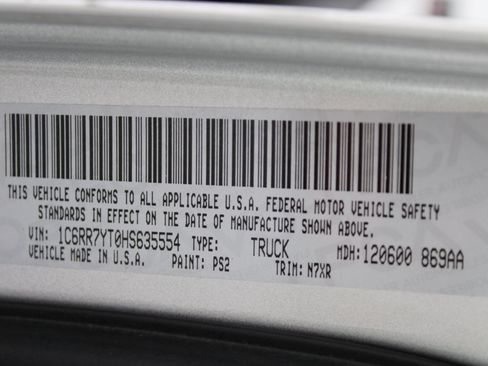 THIS VEHICLE CONFORMS TO ALL APPLICABLE U.S.A. FEDERAL MOTOR VEHICLE SAFETY
STANDARDS IN EFFECT ON THE DATE OF MANUFACTURE SHOWN ABOVE.
VIN: 1C6RR7YT0HS635554 TYPE: TRUCK MDH: 120600 869AA
VEHICLE MADE IN U.S.A. PAINT: PS2 TRIM: N7XR